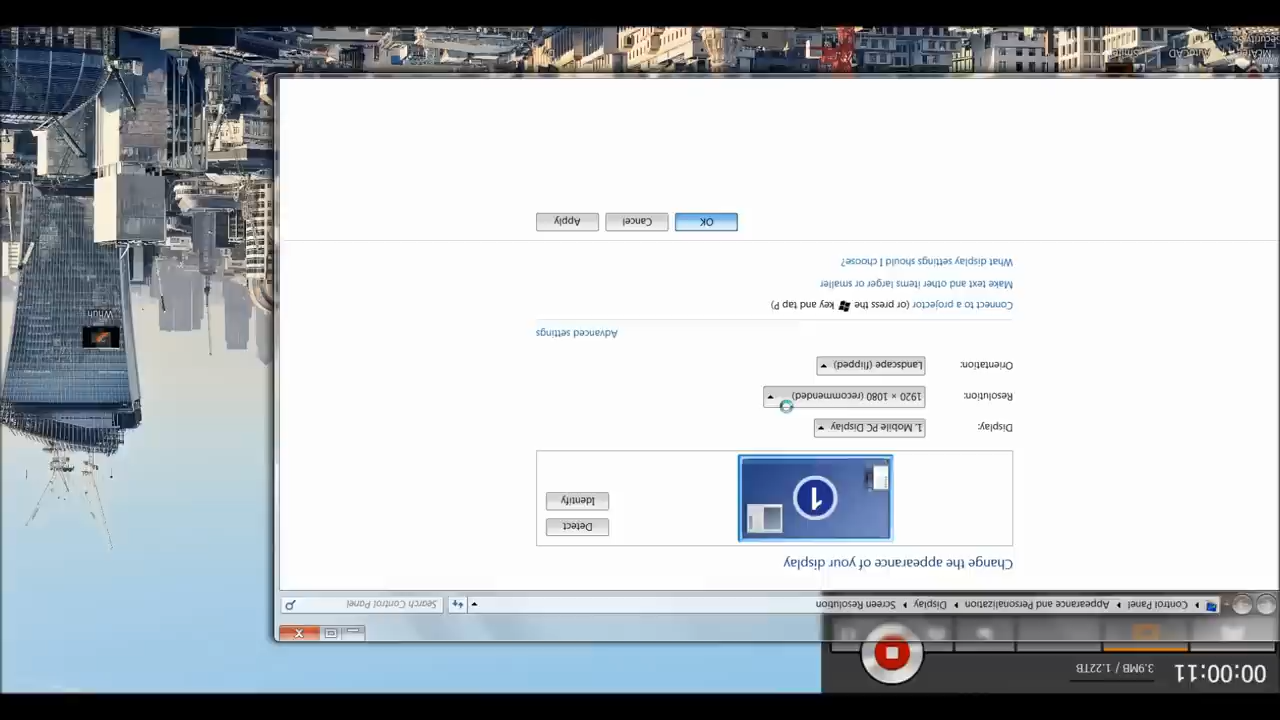 00:00:11
3.9MB / 1.22TB
Control Panel
Appearance and Personalization
Display
Screen Resolution
Search Control Panel
Change the appearance of your display
1
Detect
Identify
Display:
1. Mobile PC Display
Resolution:
1920 × 1080 (recommended)
Orientation:
Landscape (flipped)
Advanced settings
Connect to a projector (or press the key and tap P)
Make text and other items larger or smaller
What display settings should I choose?
OK
Cancel
Apply
Whuh
AutoCAD